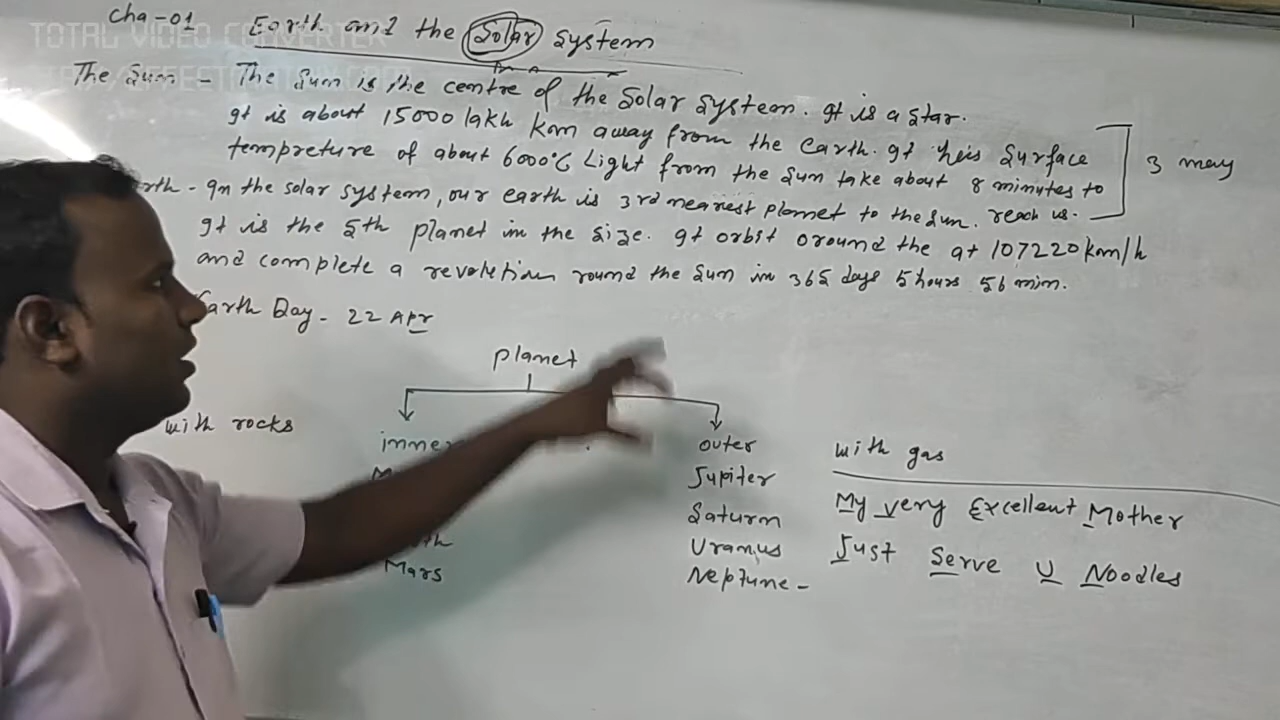 TOTAL VIDEO CONVERTER
Cha-01 Earth and the Solar System
The Sun - The Sun is the centre of the Solar System. It is a Star.
It is about 15000 lakh km away from the Earth. It heis Surface
tempreture of about 6000°C Light from the Sun take about 8 minutes to
reach us.
3 may
rth - In the solar system, our earth is 3rd nearest planet to the Sun.
It is the 5th planet in the size. It orbit oround the at 107220 km/h
and complete a revolution round the Sun in 365 days 5 hours 56 min.
Earth Day - 22 Apr
planet
with rocks
inne
outer
with gas
Jupiter
Saturn
Mars
Uranus
Neptune -
My very Excellent Mother
Just Serve U Noodles